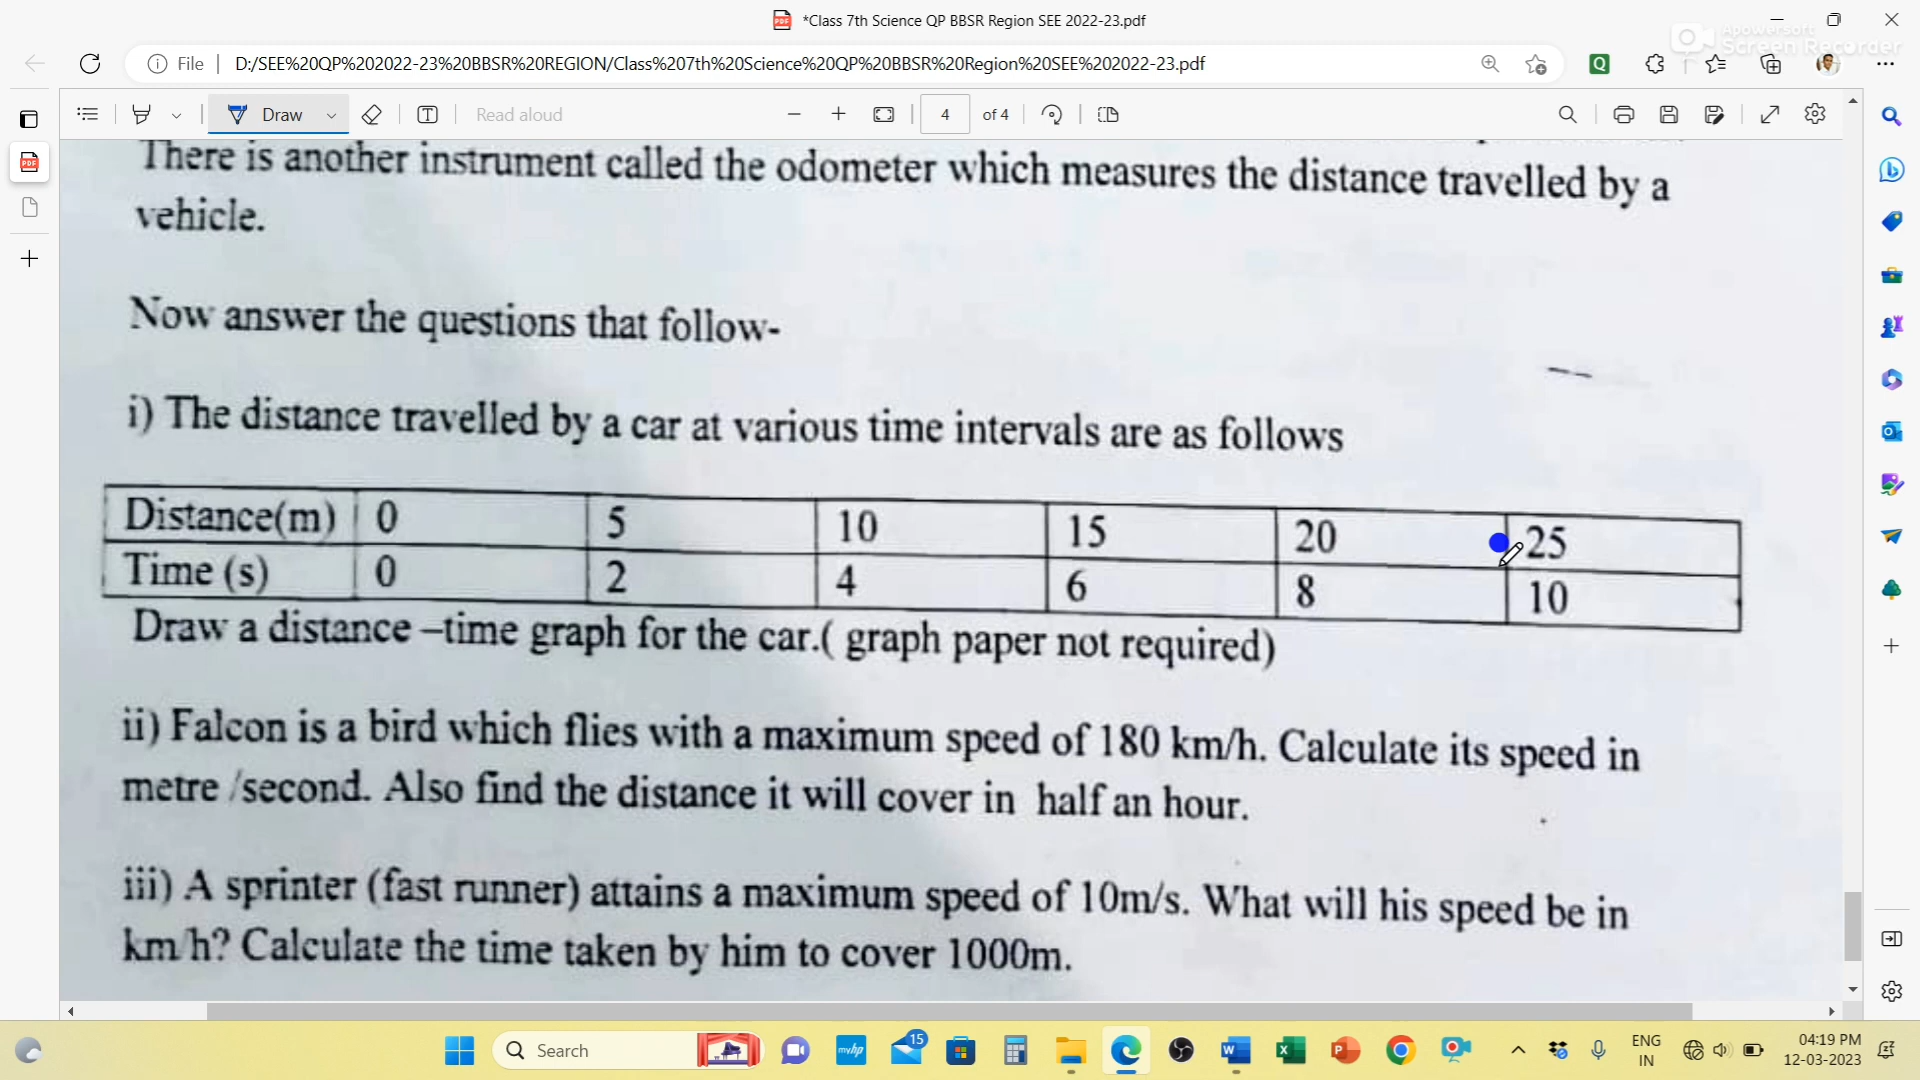 *Class 7th Science QP BBSR Region SEE 2022-23.pdf
Apowersoft
Screen Recorder
File
D:/SEE%20QP%202022-23%20BBSR%20REGION/Class%207th%20Science%20QP%20BBSR%20Region%20SEE%202022-23.pdf
Draw
Read aloud
4 of 4
There is another instrument called the odometer which measures the distance travelled by a
vehicle.
Now answer the questions that follow-
i) The distance travelled by a car at various time intervals are as follows
Distance(m) 0 5 10 15 20 25
Time (s) 0 2 4 6 8 10
Draw a distance –time graph for the car.( graph paper not required)
ii) Falcon is a bird which flies with a maximum speed of 180 km/h. Calculate its speed in
metre /second. Also find the distance it will cover in half an hour.
iii) A sprinter (fast runner) attains a maximum speed of 10m/s. What will his speed be in
km/h? Calculate the time taken by him to cover 1000m.
Search
myhp
15
ENG
IN
04:19 PM
12-03-2023